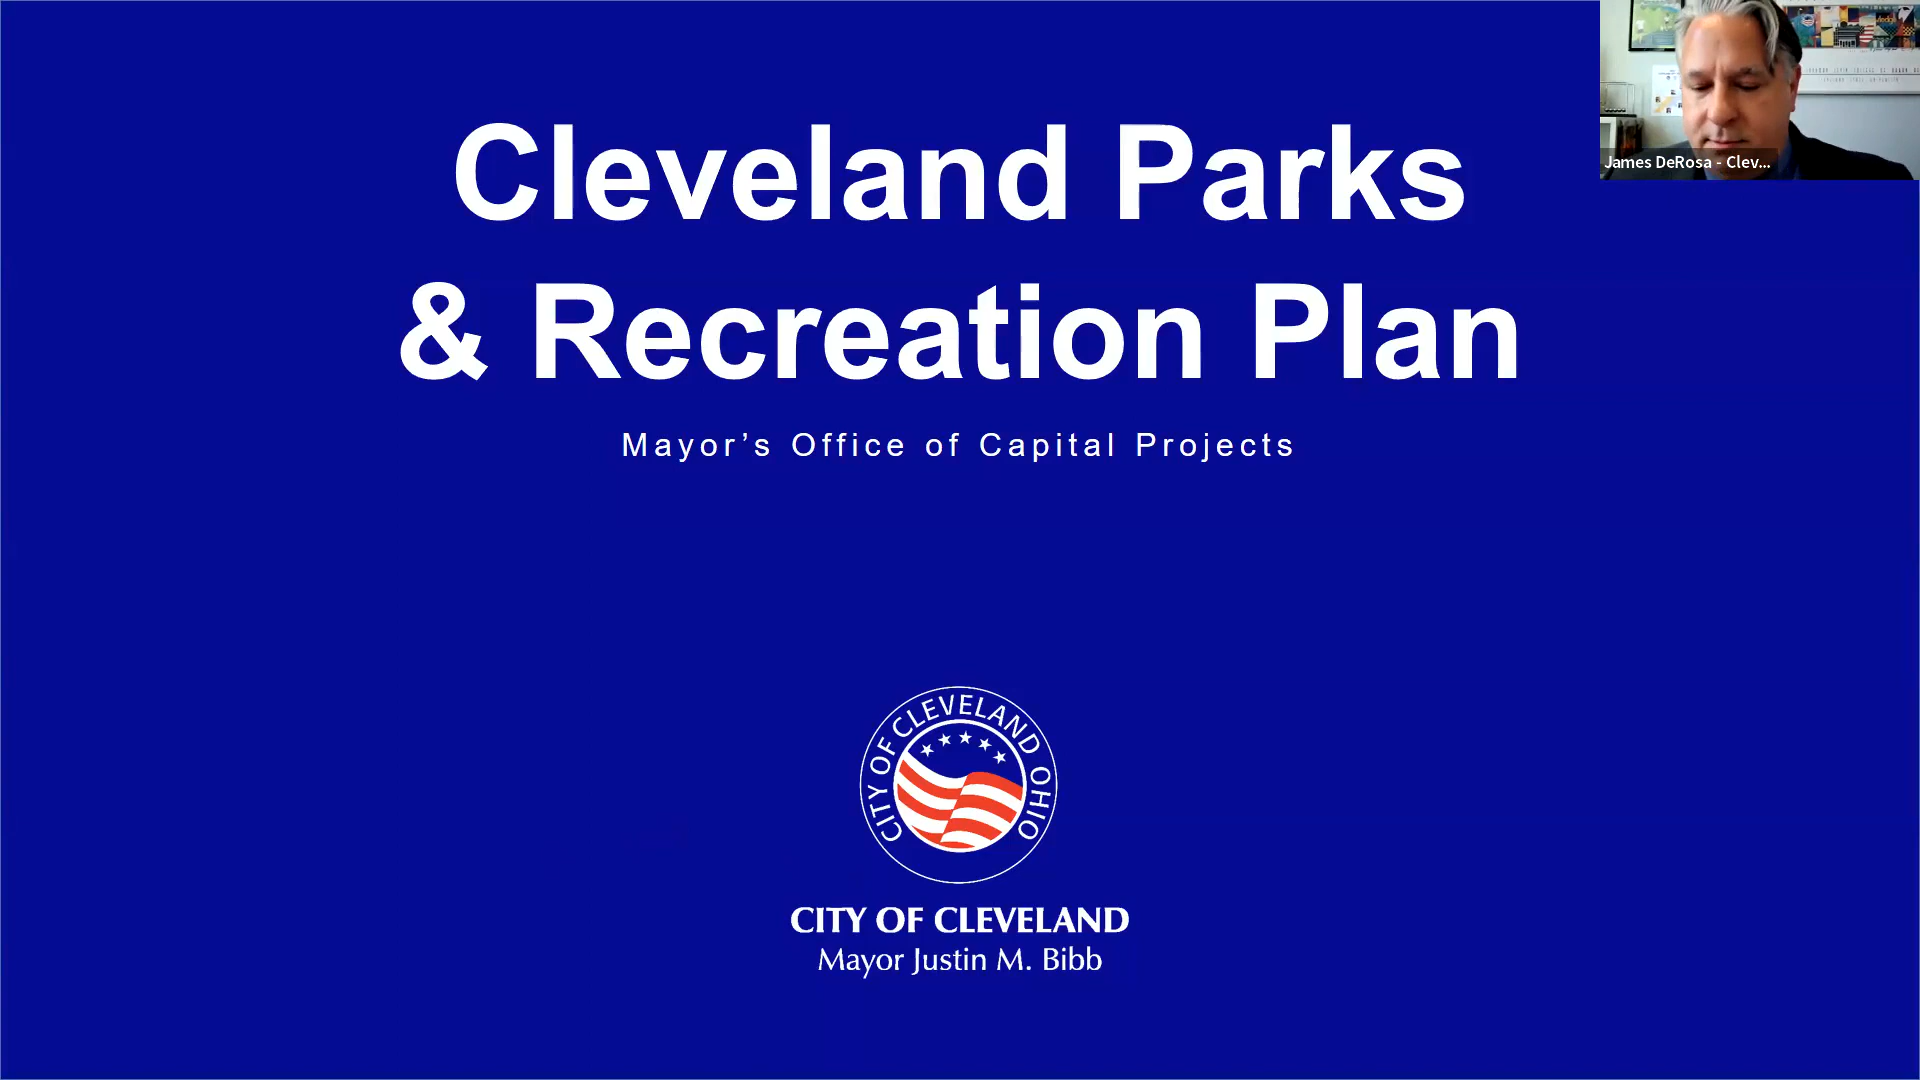 Cleveland Parks
& Recreation Plan
Mayor’s Office of Capital Projects
CITY OF CLEVELAND OHIO
CITY OF CLEVELAND
Mayor Justin M. Bibb
James DeRosa - Clev...